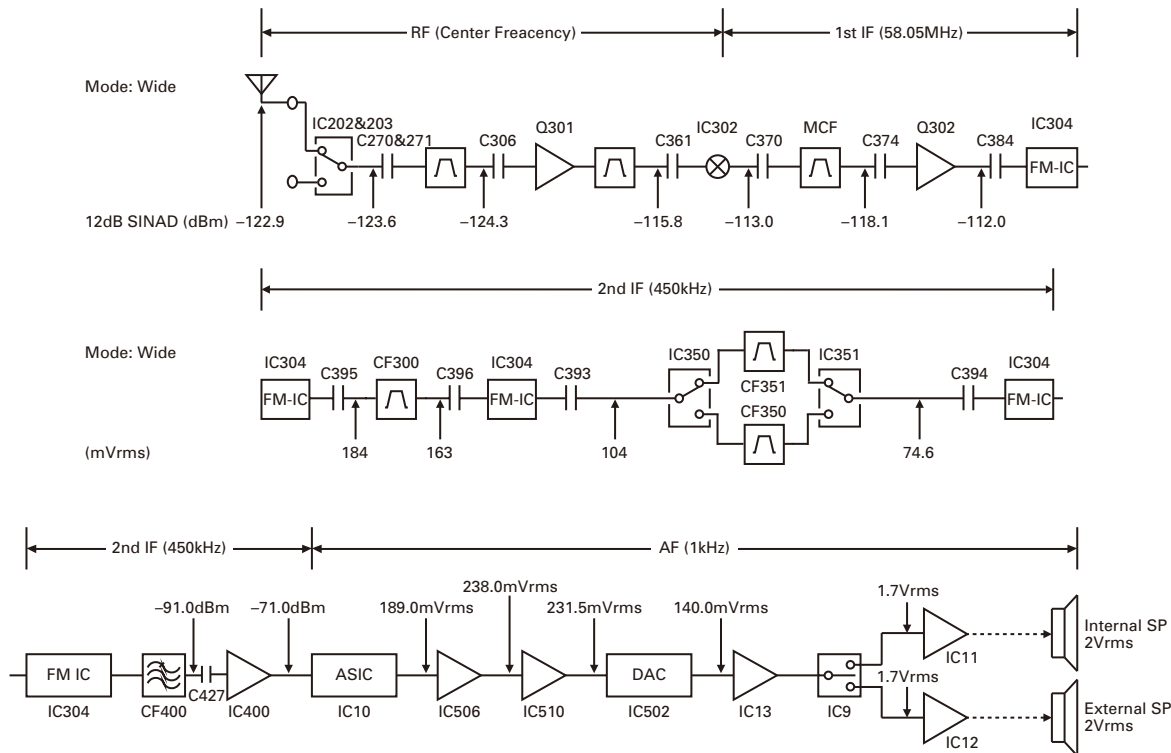 RF (Center Freacency)
1st IF (58.05MHz)
Mode: Wide
IC202&203
C270&271
C306
Q301
C361
IC302
C370
MCF
C374
Q302
C384
IC304
FM-IC
12dB SINAD (dBm)
–122.9
–123.6
–124.3
–115.8
–113.0
–118.1
–112.0
2nd IF (450kHz)
Mode: Wide
IC304
FM-IC
C395
CF300
C396
IC304
FM-IC
C393
IC350
CF351
CF350
IC351
C394
IC304
FM-IC
(mVrms)
184
163
104
74.6
2nd IF (450kHz)
AF (1kHz)
–91.0dBm
–71.0dBm
189.0mVrms
238.0mVrms
231.5mVrms
140.0mVrms
1.7Vrms
1.7Vrms
FM IC
IC304
CF400
C427
IC400
ASIC
IC10
IC506
IC510
DAC
IC502
IC13
IC9
IC11
IC12
Internal SP
2Vrms
External SP
2Vrms